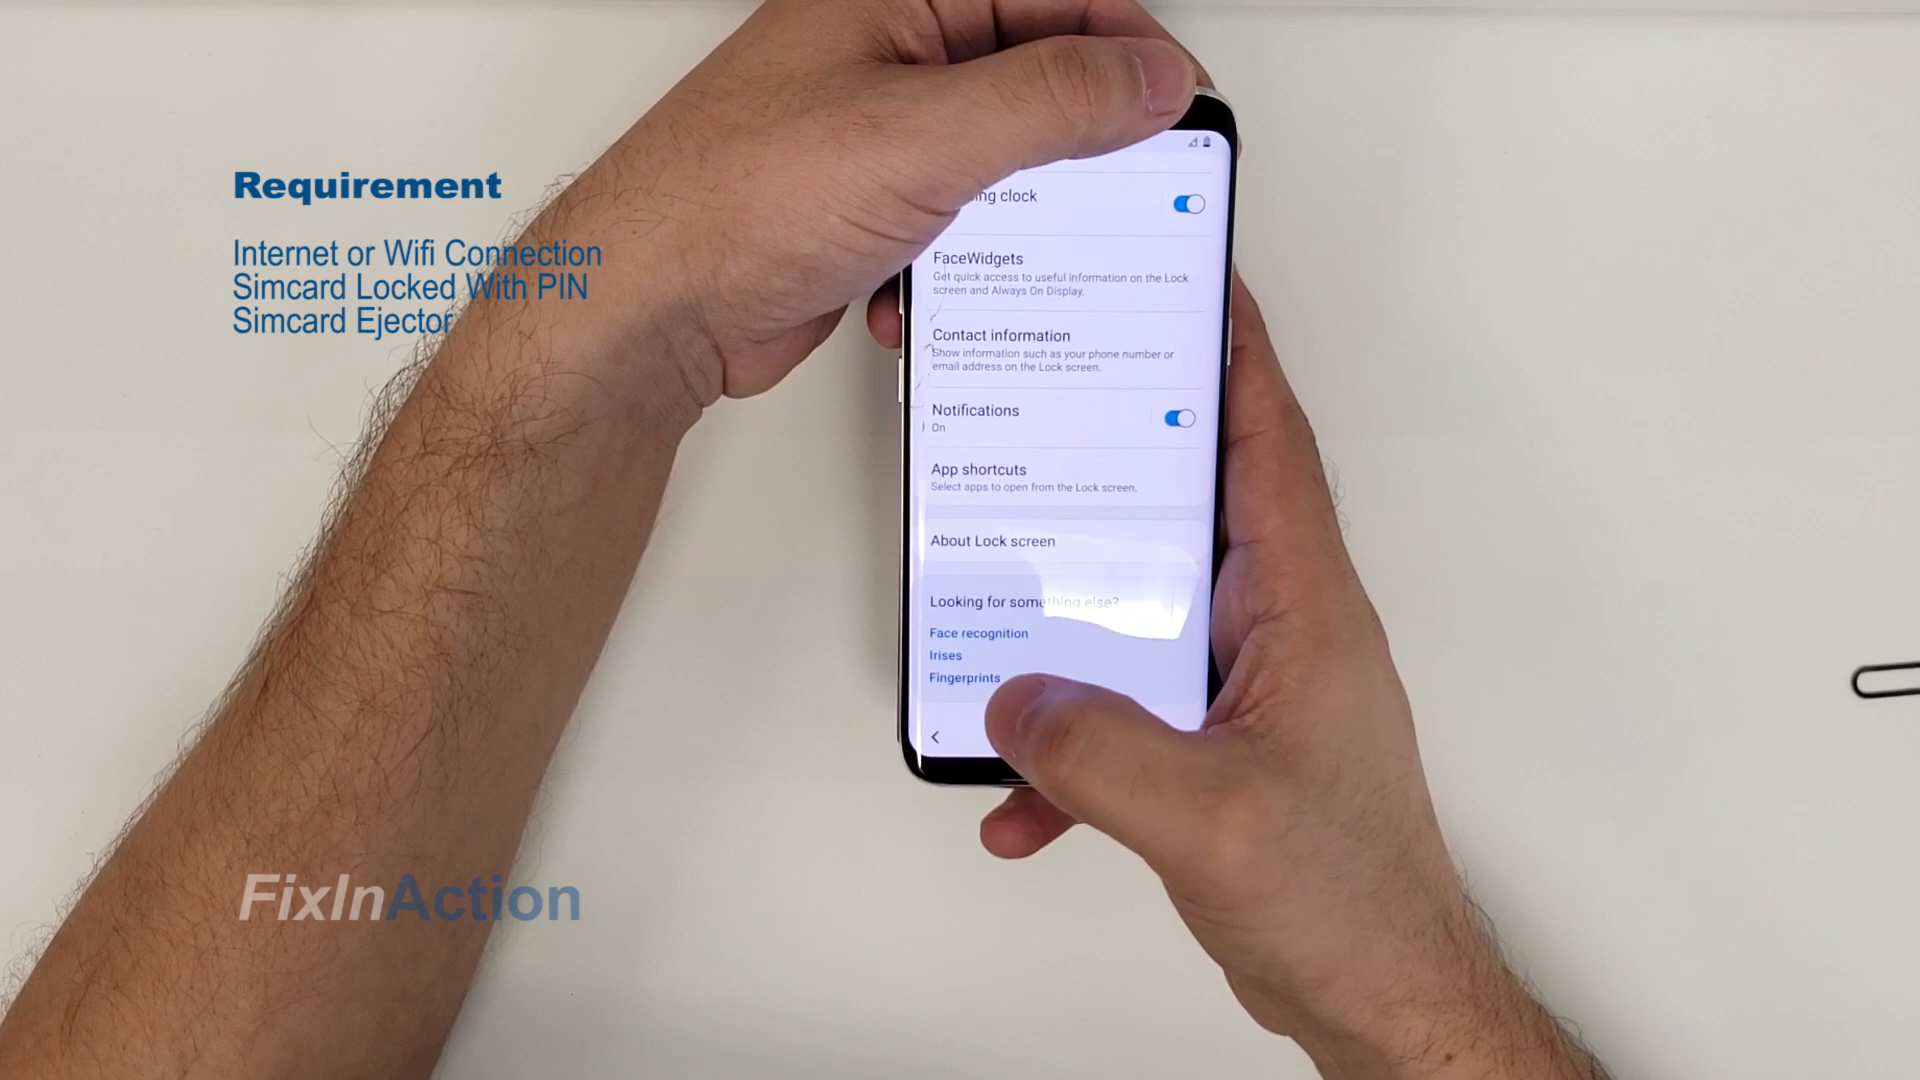 Requirement
Internet or Wifi Connection
Simcard Locked With PIN
Simcard Ejector
clock
FaceWidgets
Get quick access to useful information on the Lock
screen and Always On Display.
Contact information
Show information such as your phone number or
email address on the Lock screen.
Notifications
On
App shortcuts
Select apps to open from the Lock screen.
About Lock screen
Looking for something else?
Face recognition
Irises
Fingerprints
FixInAction